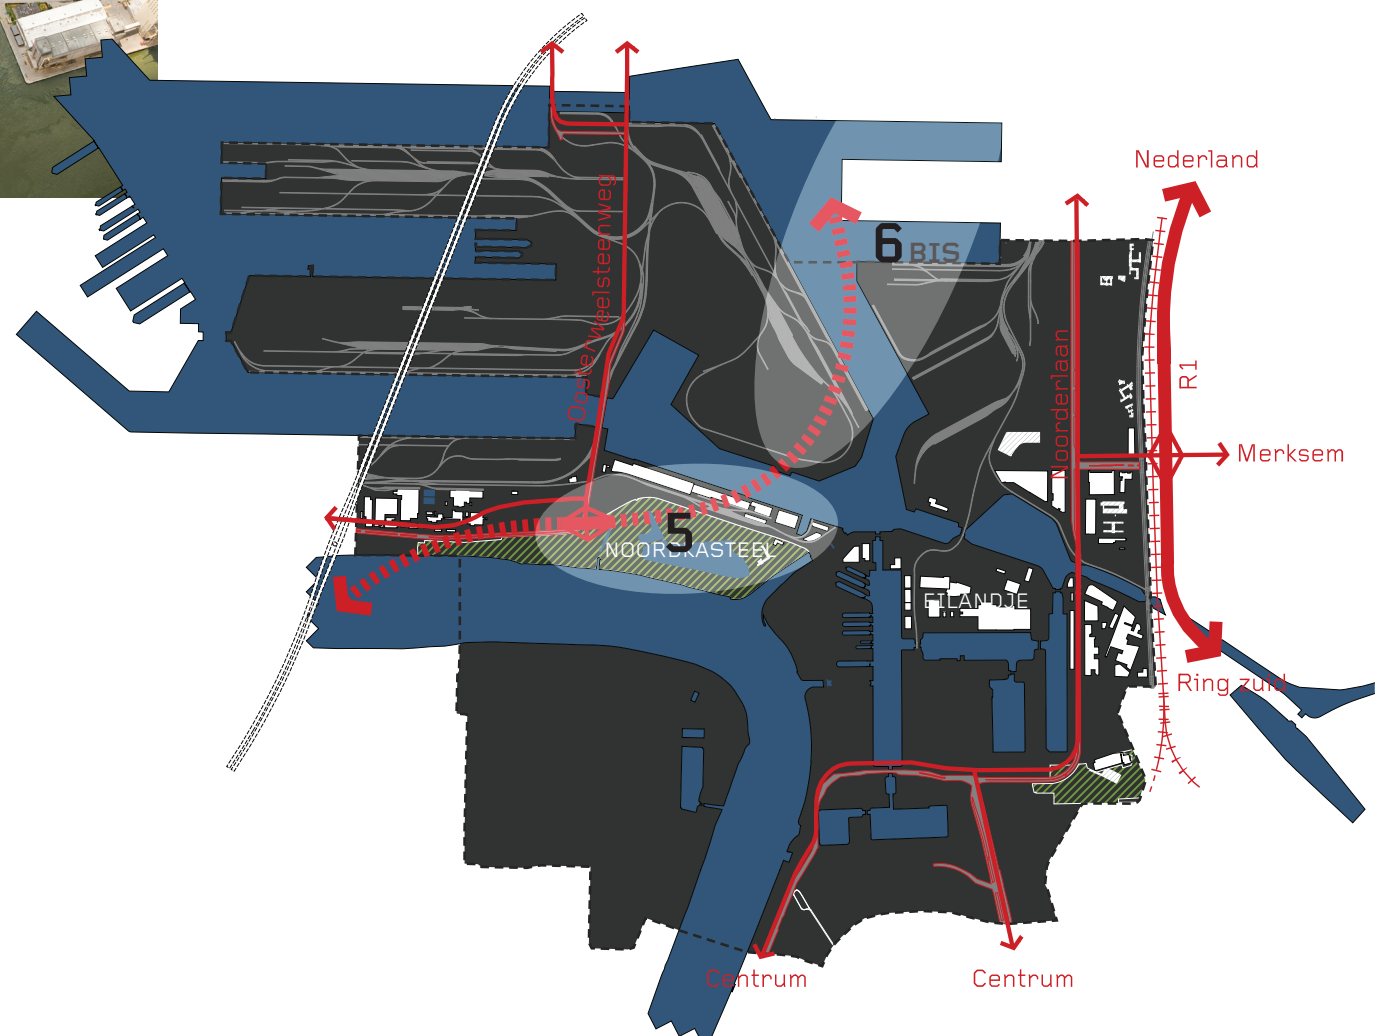 Nederland
Oosterweelsteenweg
6 BIS
Noorderlaan
R1
Merksem
5
NOORDKASTEEL
EILANDJE
Ring zuid
Centrum
Centrum